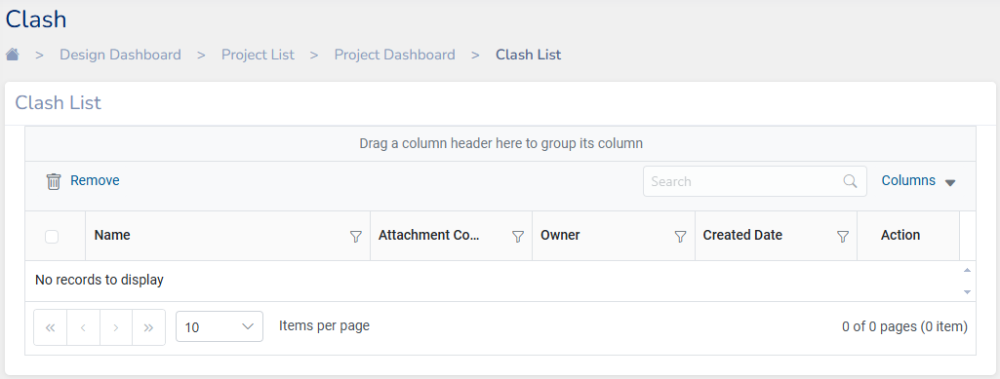 Clash
> Design Dashboard > Project List > Project Dashboard > Clash List
Clash List
Drag a column header here to group its column
Remove Search Columns
Name Attachment Co... Owner Created Date Action
No records to display
10 Items per page 0 of 0 pages (0 item)